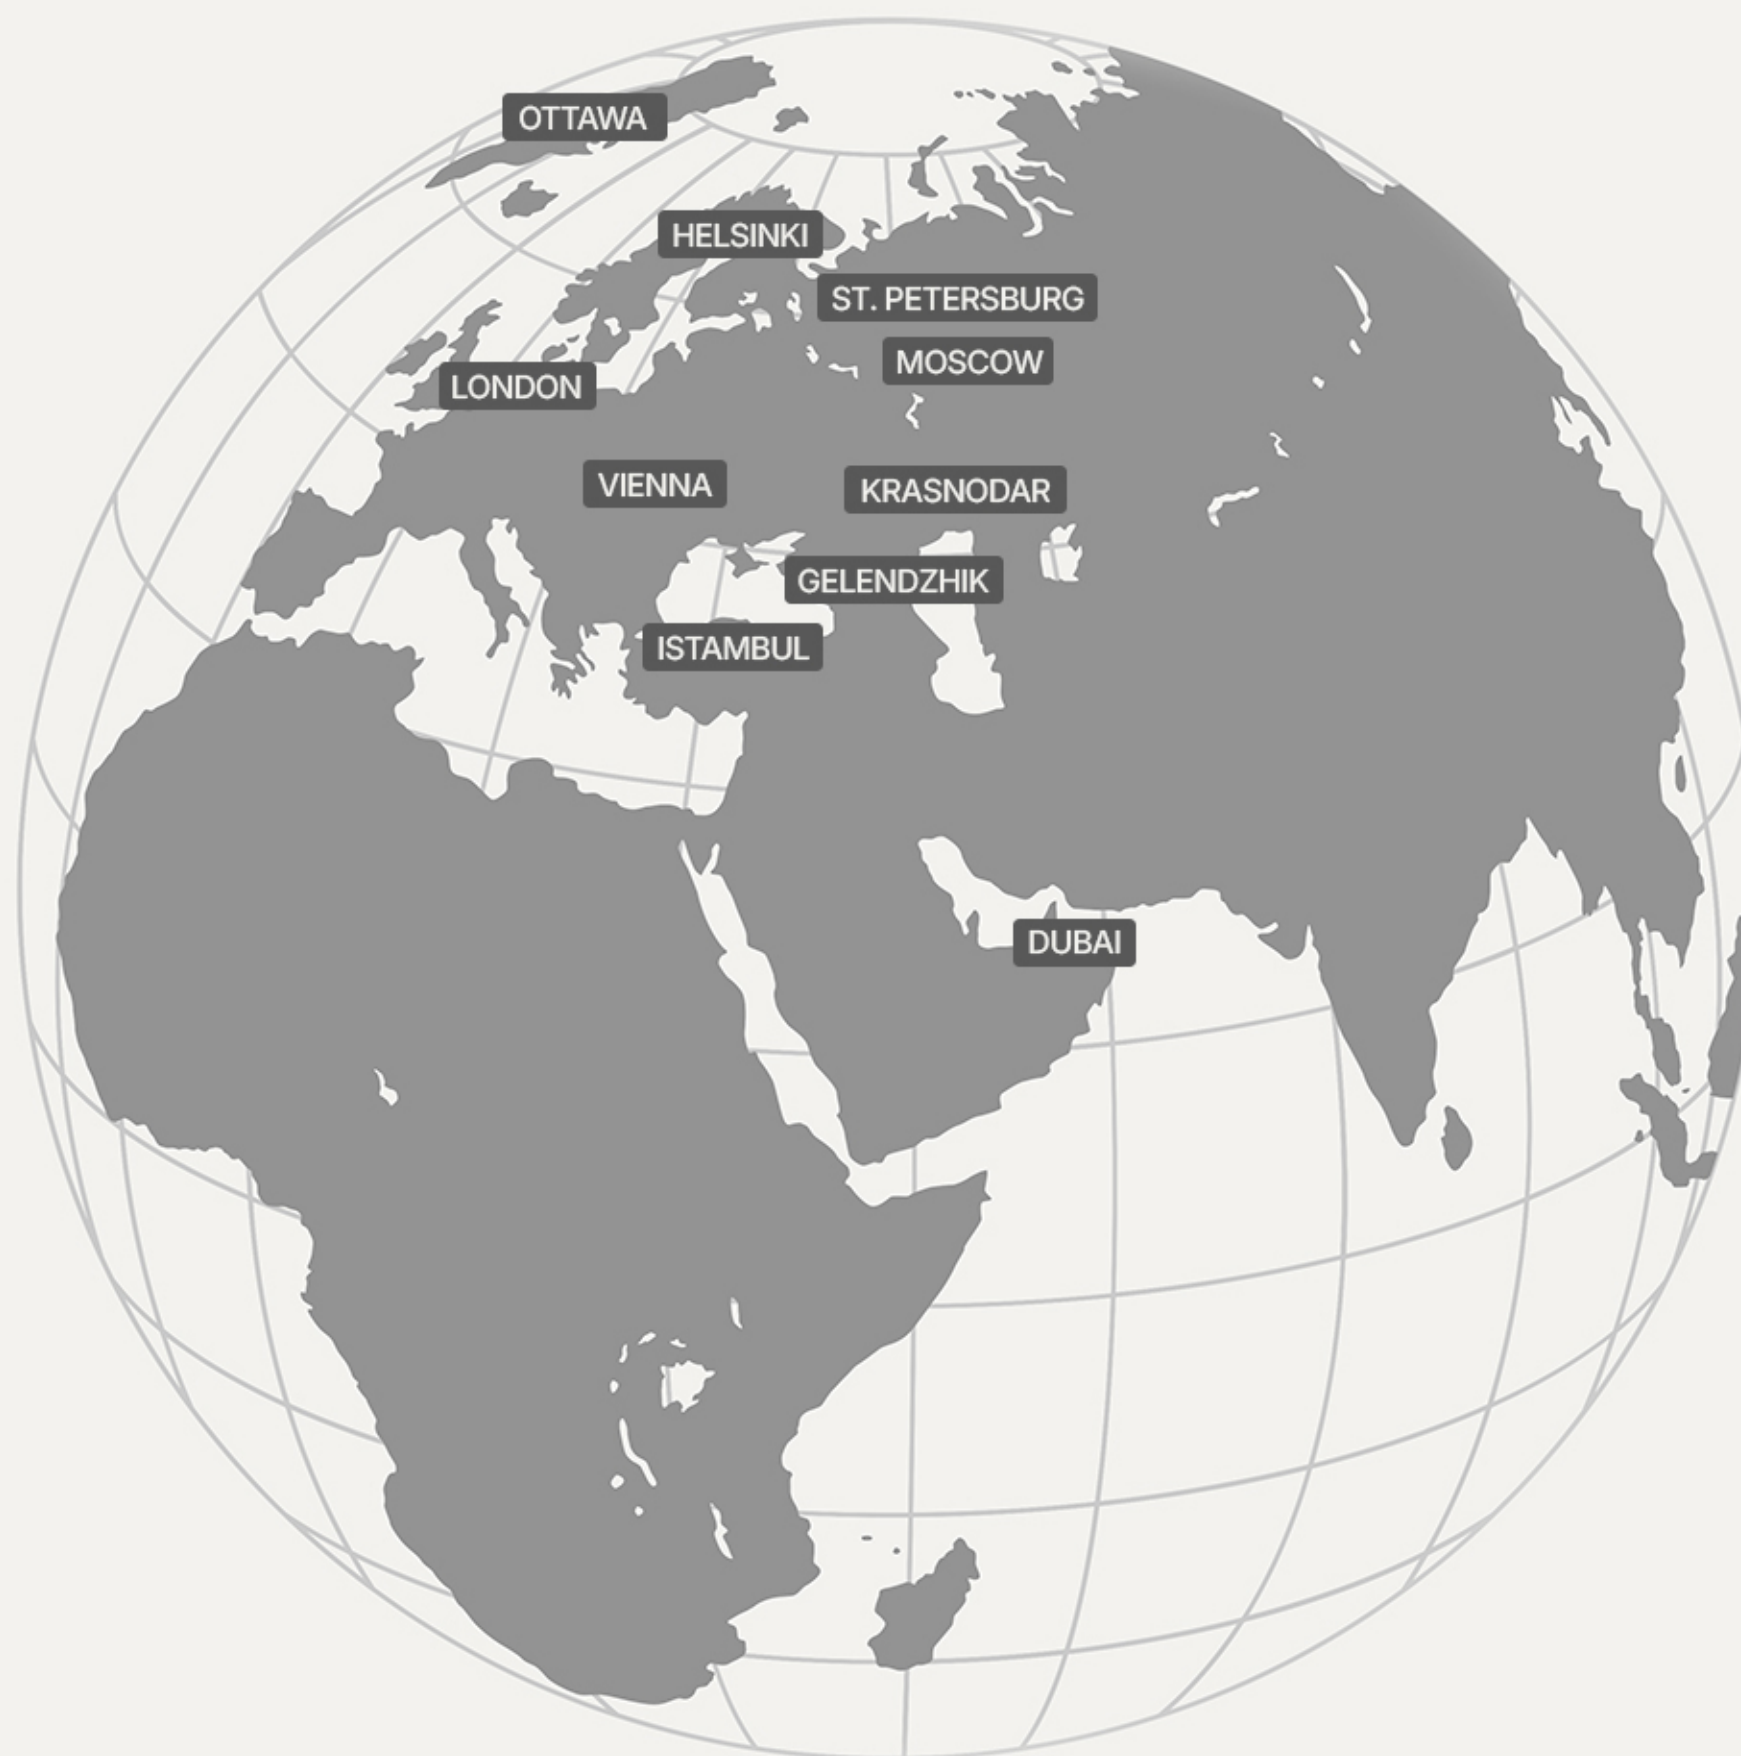 OTTAWA
HELSINKI
ST. PETERSBURG
MOSCOW
LONDON
VIENNA
KRASNODAR
GELENDZHIK
ISTAMBUL
DUBAI